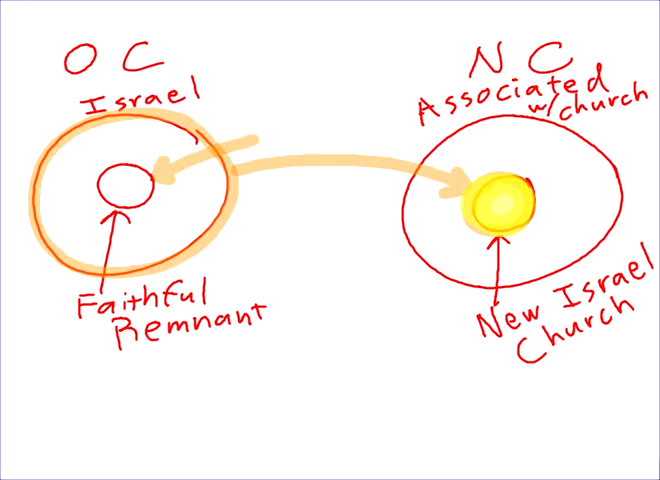 O C
Israel
Faithful
Remnant
N C
Associated
w/church
New Israel
Church